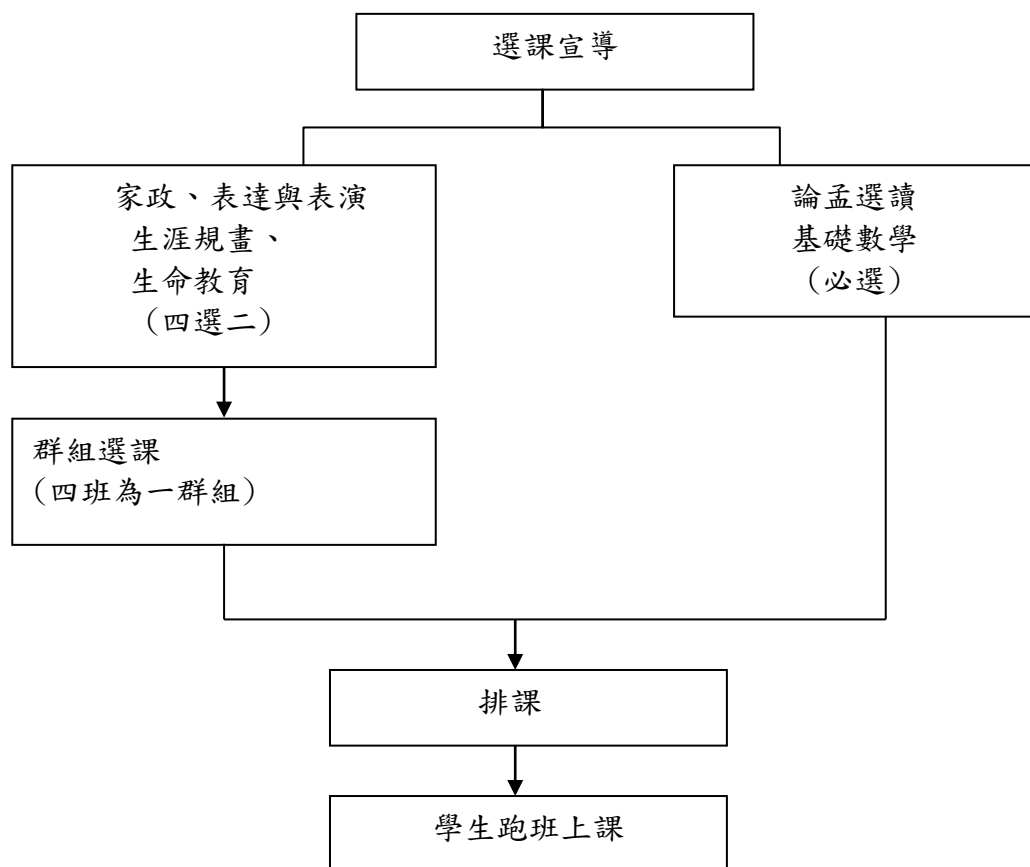 選課宣導
家政、表達與表演
生涯規畫、
生命教育
(四選二)
論孟選讀
基礎數學
(必選)
群組選課
(四班為一群組)
排課
學生跑班上課